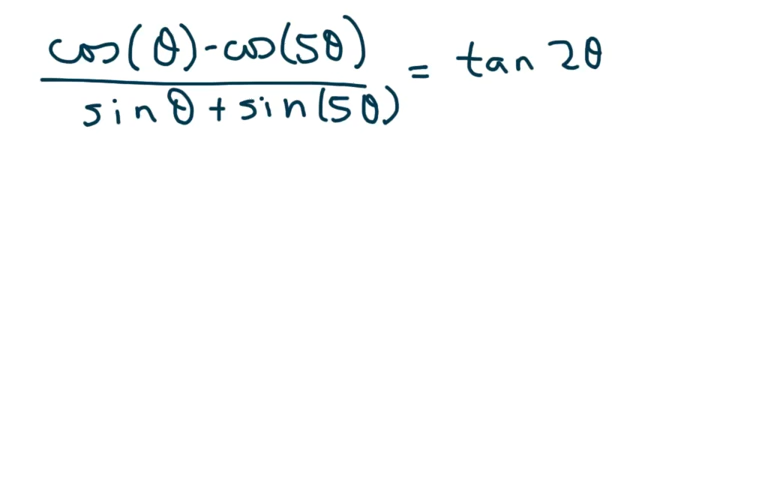 cos(θ)-cos(5θ)
sinθ+sin(5θ)
= tan 2θ